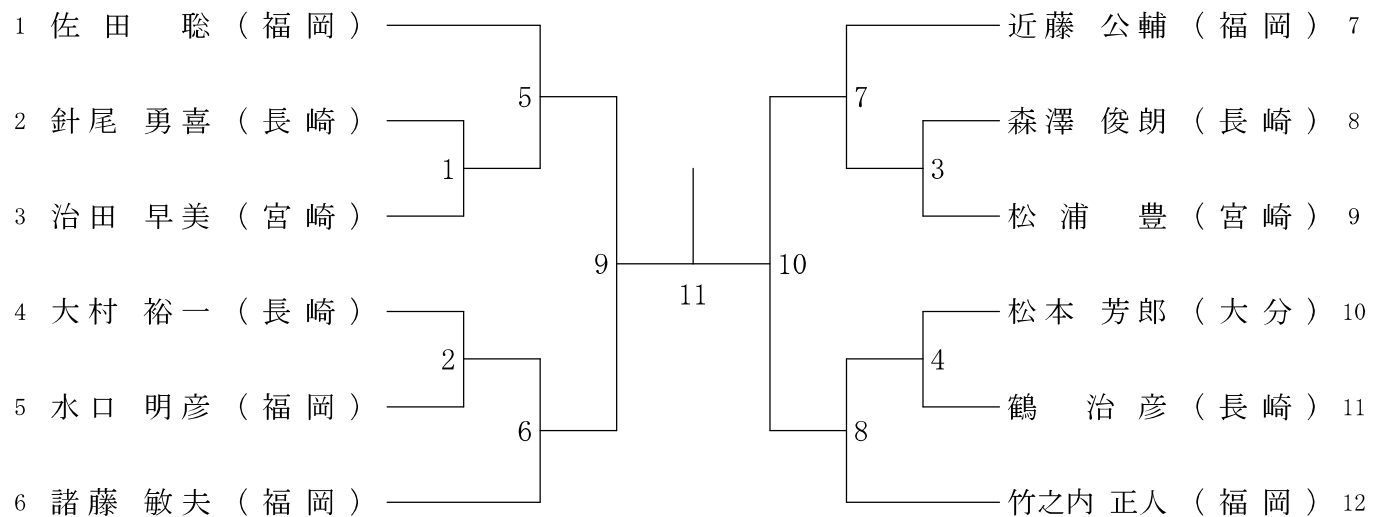 1 佐田 聡 (福岡)
5
2 針尾 勇喜 (長崎)
1
3 治田 早美 (宮崎)
9
4 大村 裕一 (長崎)
2
5 水口 明彦 (福岡)
6
6 諸藤 敏夫 (福岡)
11
近藤 公輔 (福岡) 7
7
森澤 俊朗 (長崎) 8
3
松浦 豊 (宮崎) 9
10
松本 芳郎 (大分) 10
4
鶴 治彦 (長崎) 11
8
竹之内 正人 (福岡) 12